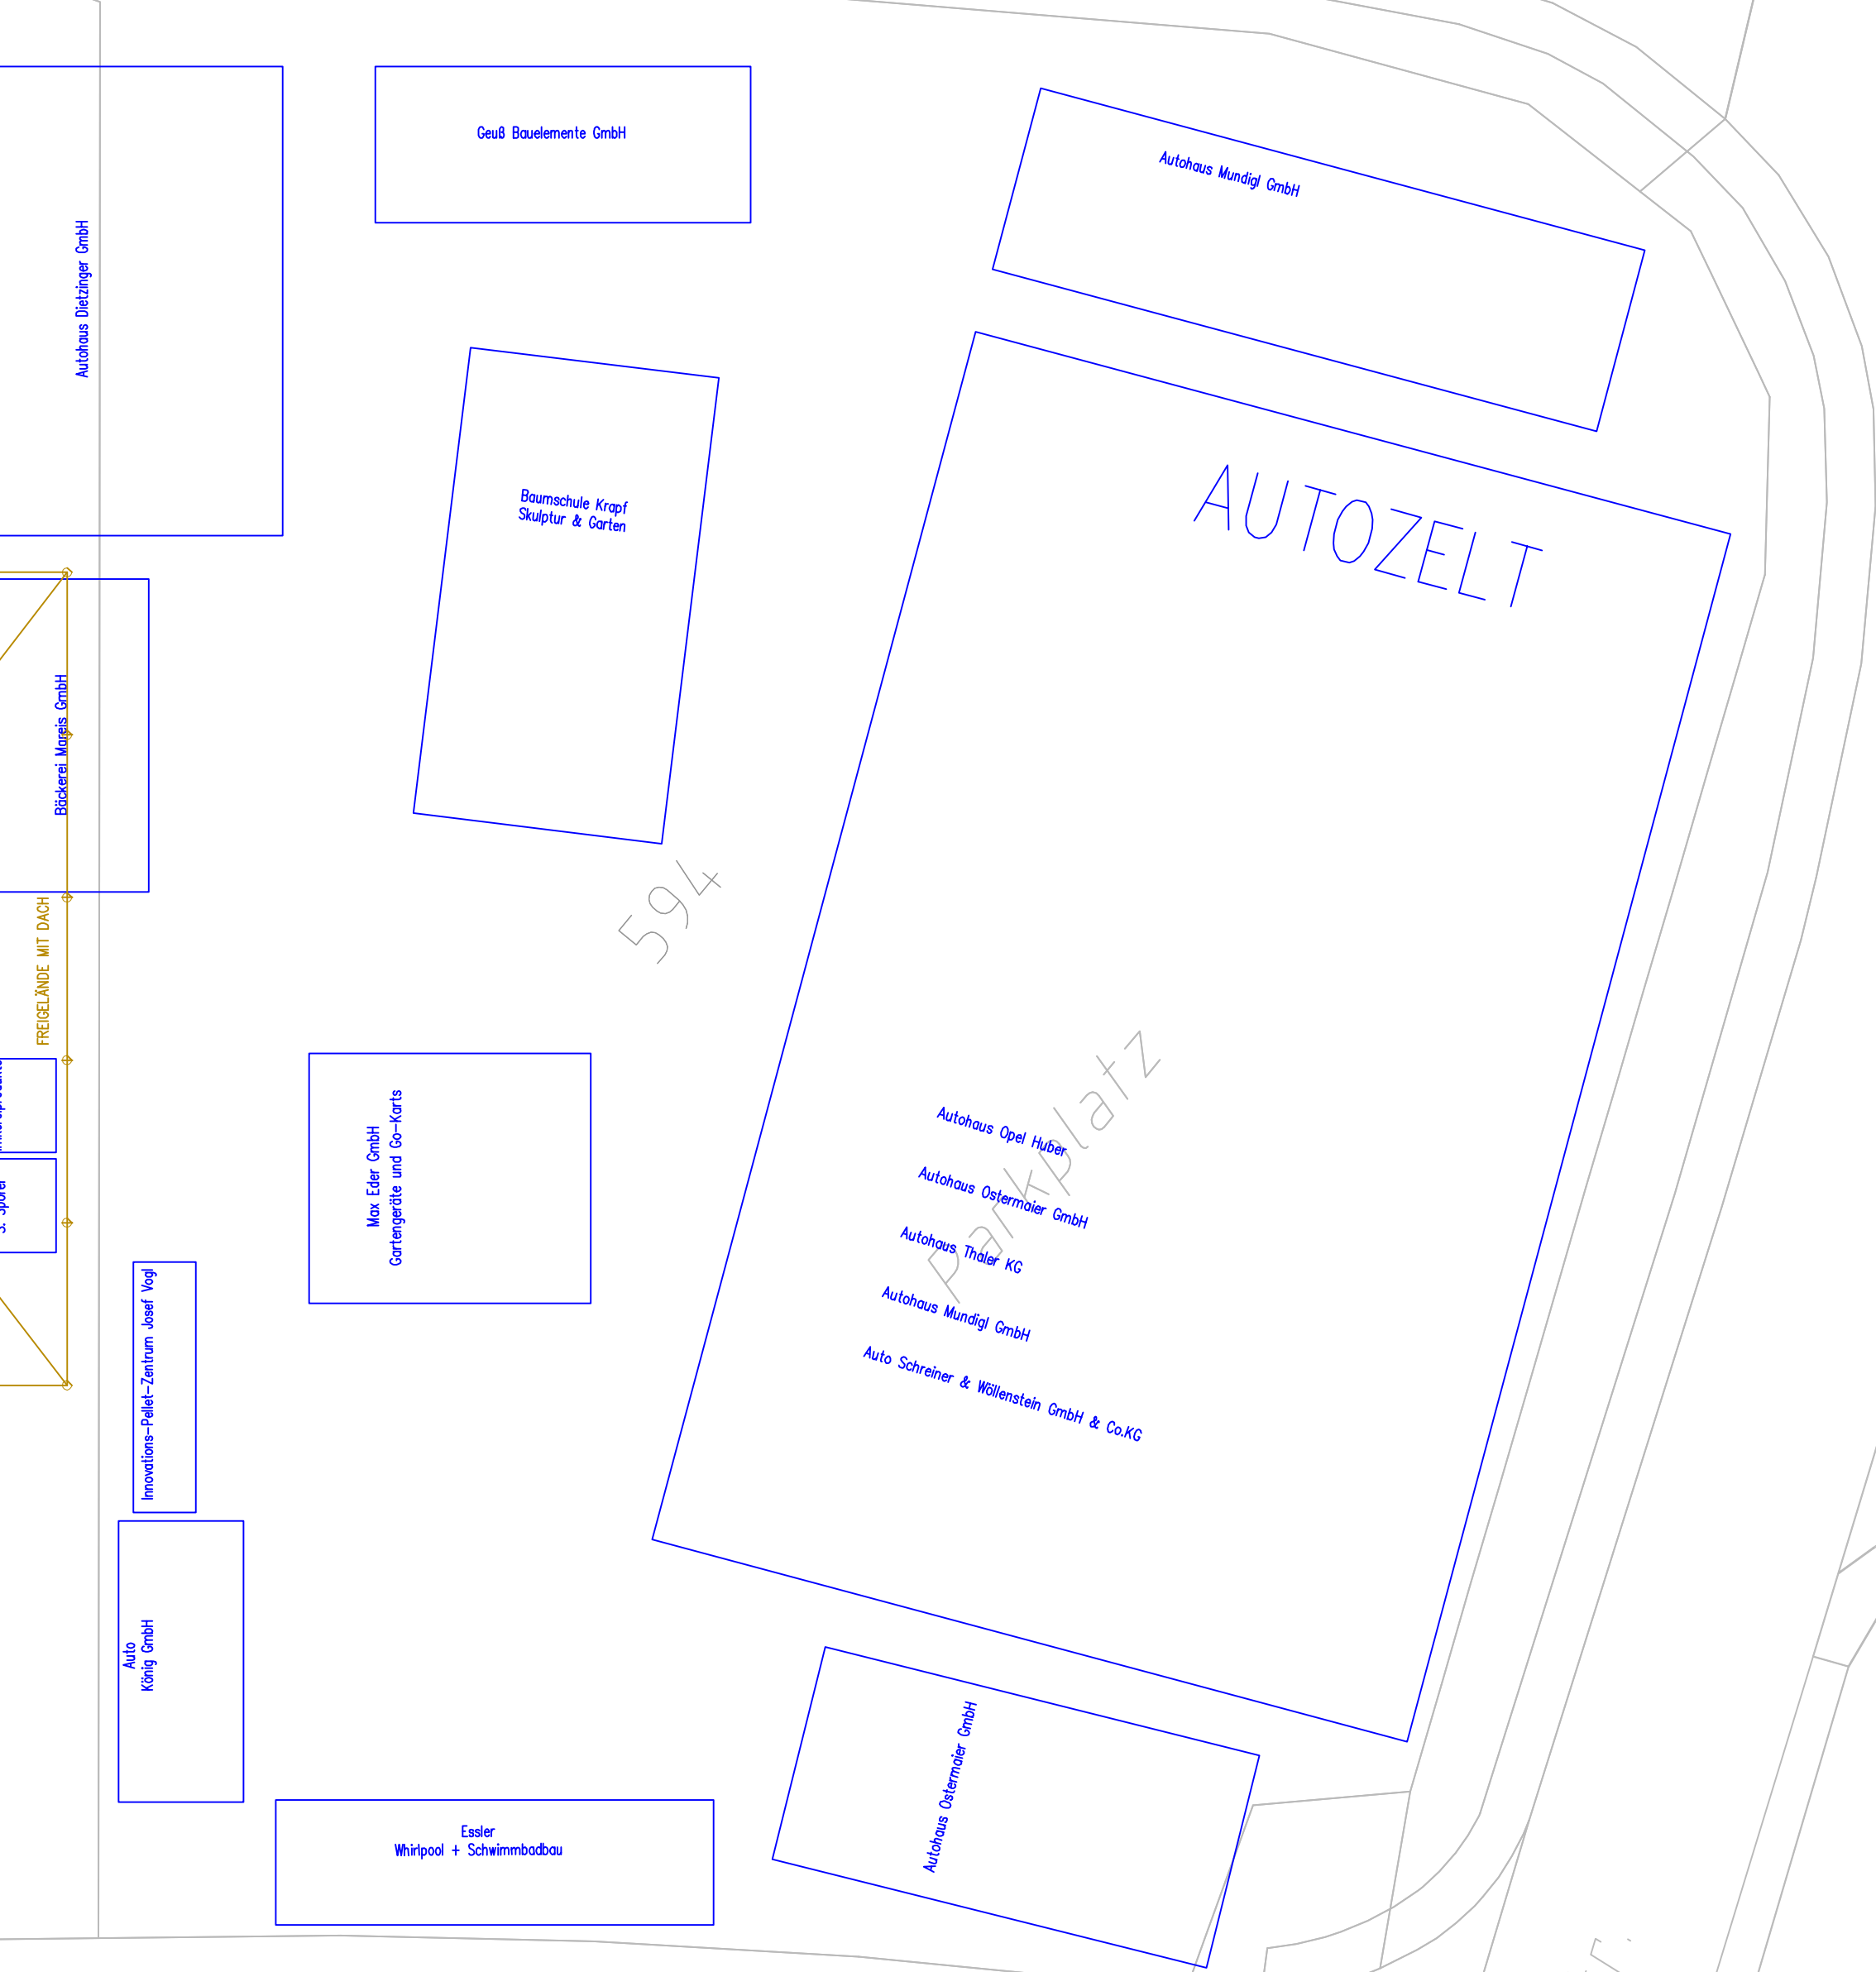 Geuß Bauelemente GmbH
Autohaus Mundigl GmbH
Autohaus Dietzinger GmbH
AUTOZELT
Baumschule Krapf
Skulptur & Garten
Bäckerei Mareis GmbH
594
FREIGELÄNDE MIT DACH
Parkplatz
Max Eder GmbH
Gartengeräte und Go-Karts
Autohaus Opel Huber
Autohaus Ostermaier GmbH
Autohaus Thaler KG
Autohaus Mundigl GmbH
Auto Schreiner & Wöllenstein GmbH & Co.KG
S. Sporer
Innovations-Pellet-Zentrum Josef Vogl
Auto
König GmbH
Autohaus Ostermaier GmbH
Essler
Whirlpool + Schwimmbadbau